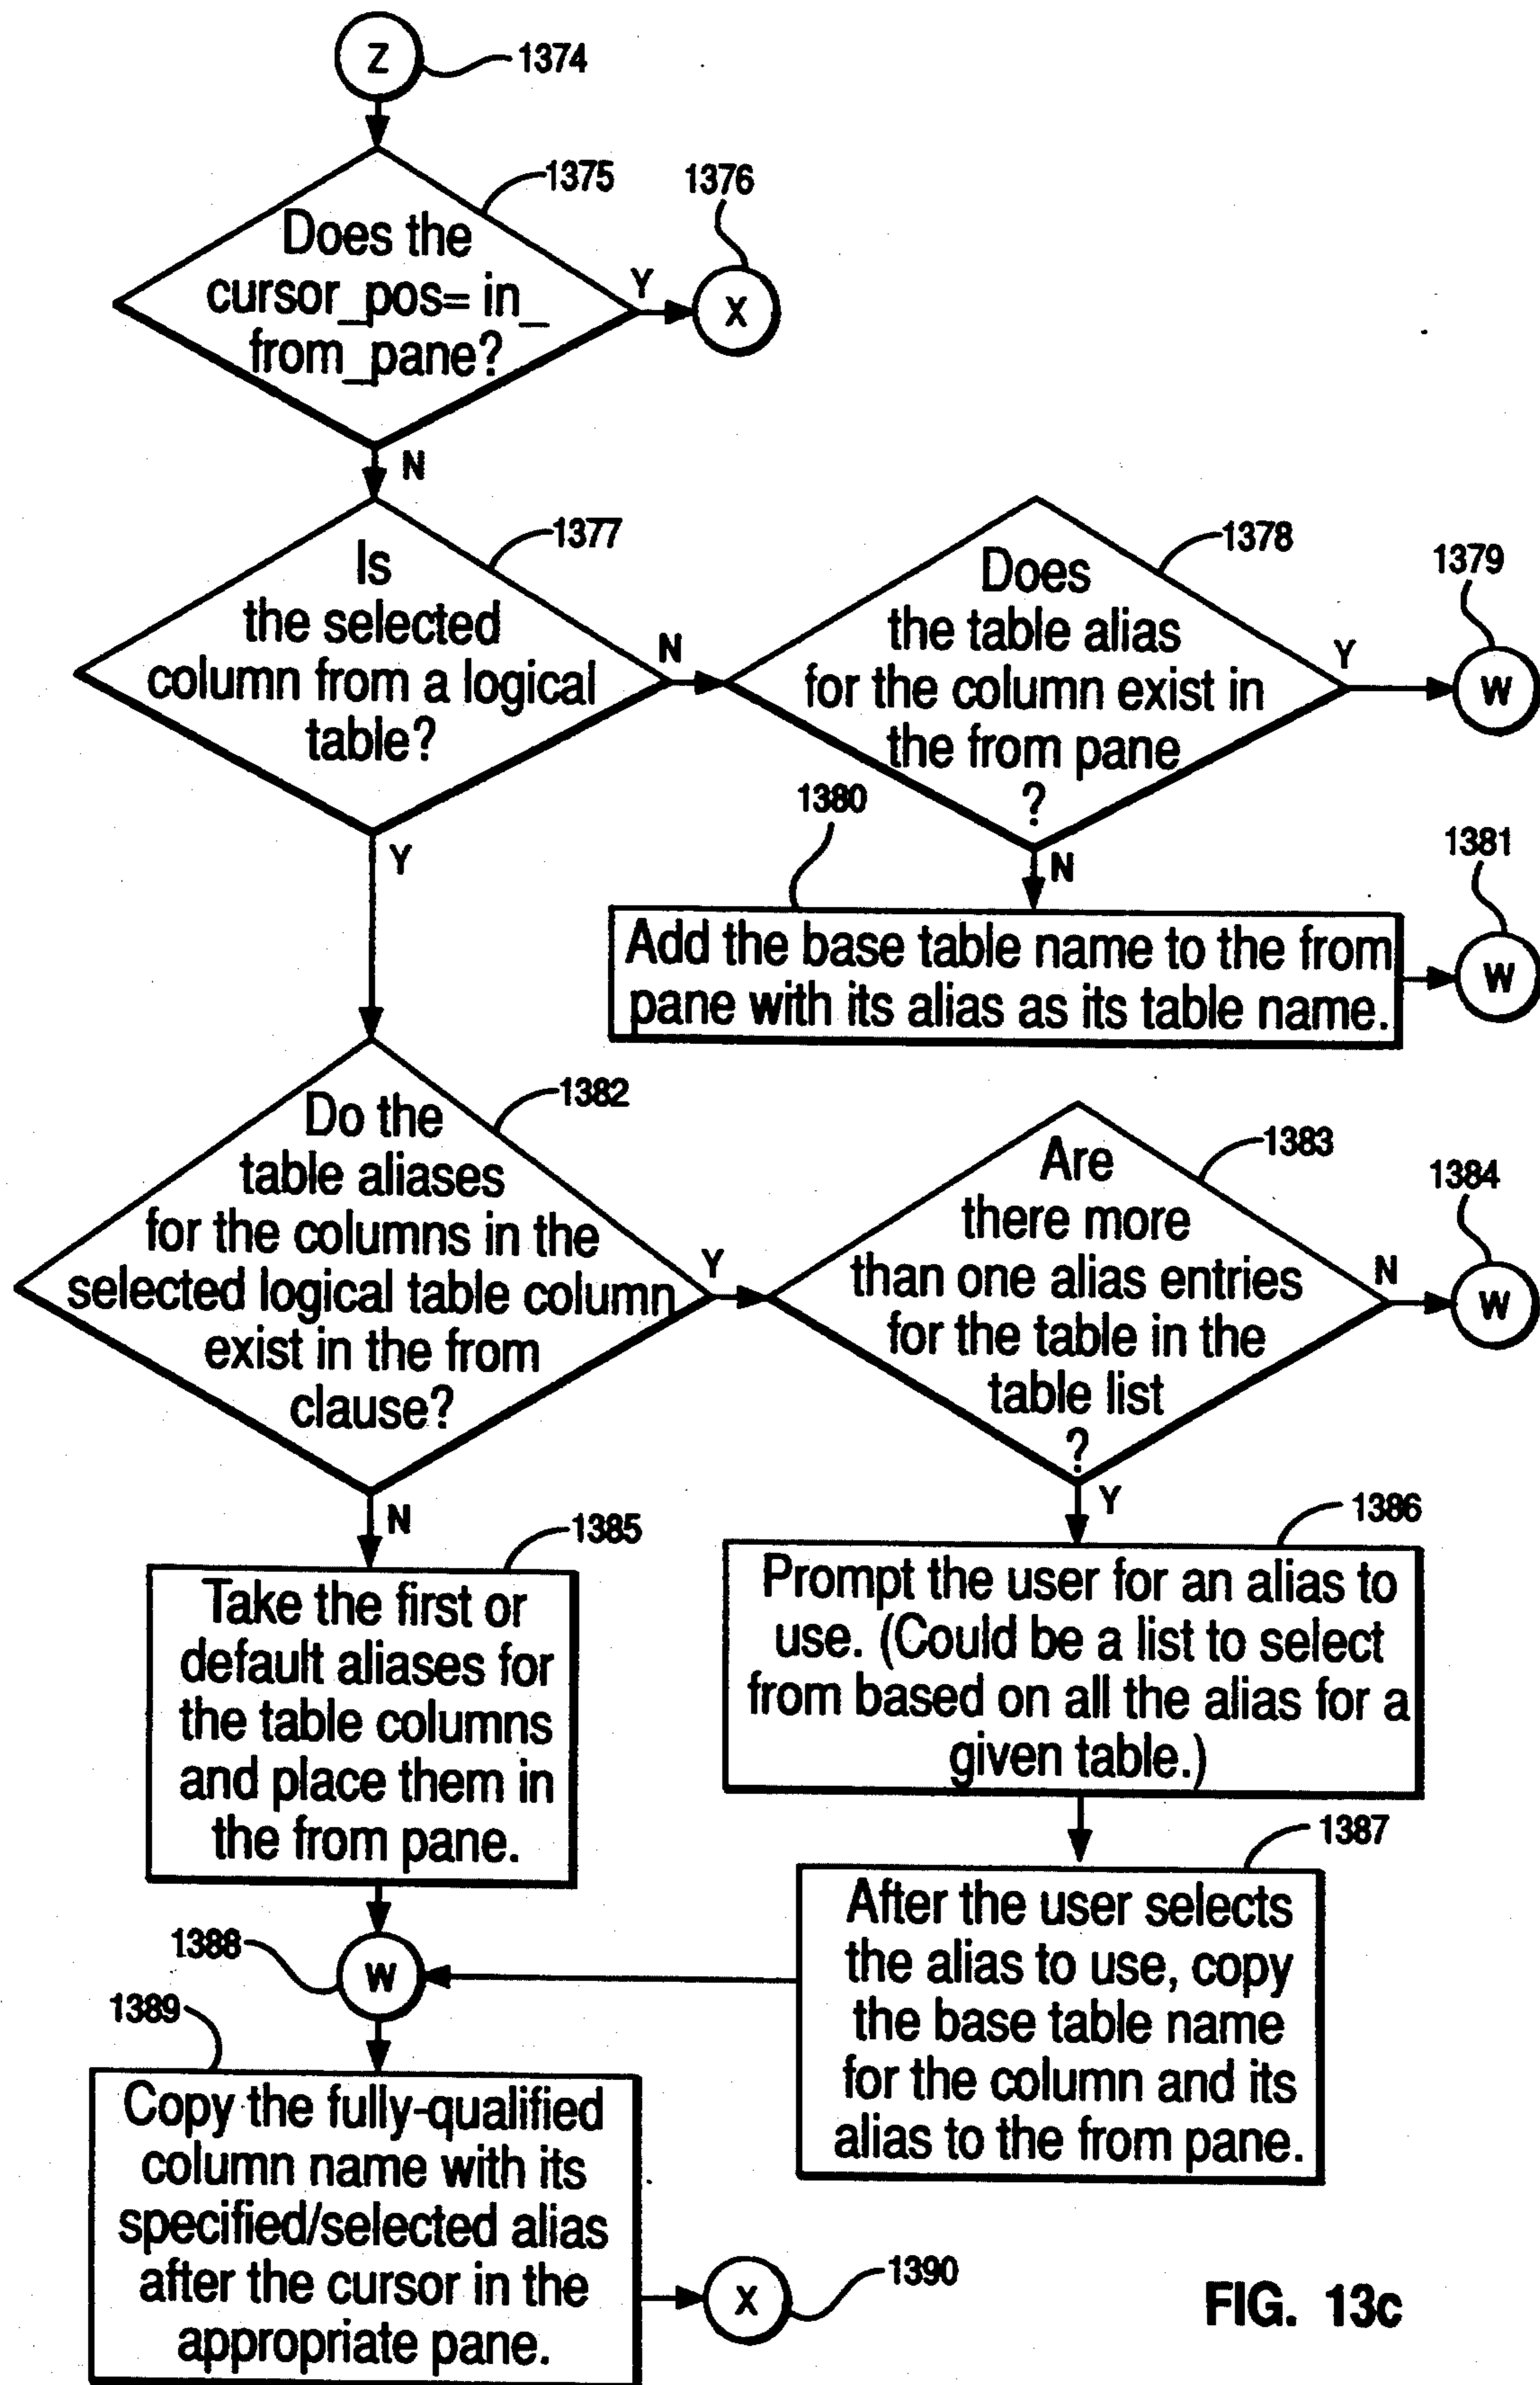 Z
1374
1375
1376
Does the
cursor_pos= in_
from_pane?
Y
X
N
1377
Is
the selected
column from a logical
table?
N
1378
Does
the table alias
for the column exist in
the from pane
?
Y
1379
W
Y
N
1380
Add the base table name to the from
pane with its alias as its table name.
1381
W
1382
Do the
table aliases
for the columns in the
selected logical table column
exist in the from
clause?
Y
1383
Are
there more
than one alias entries
for the table in the
table list
?
N
1384
W
N
1385
Take the first or
default aliases for
the table columns
and place them in
the from pane.
Y
1386
Prompt the user for an alias to
use. (Could be a list to select
from based on all the alias for a
given table.)
1387
After the user selects
the alias to use, copy
the base table name
for the column and its
alias to the from pane.
1388
W
1389
Copy the fully-qualified
column name with its
specified/selected alias
after the cursor in the
appropriate pane.
X
1390
FIG. 13c